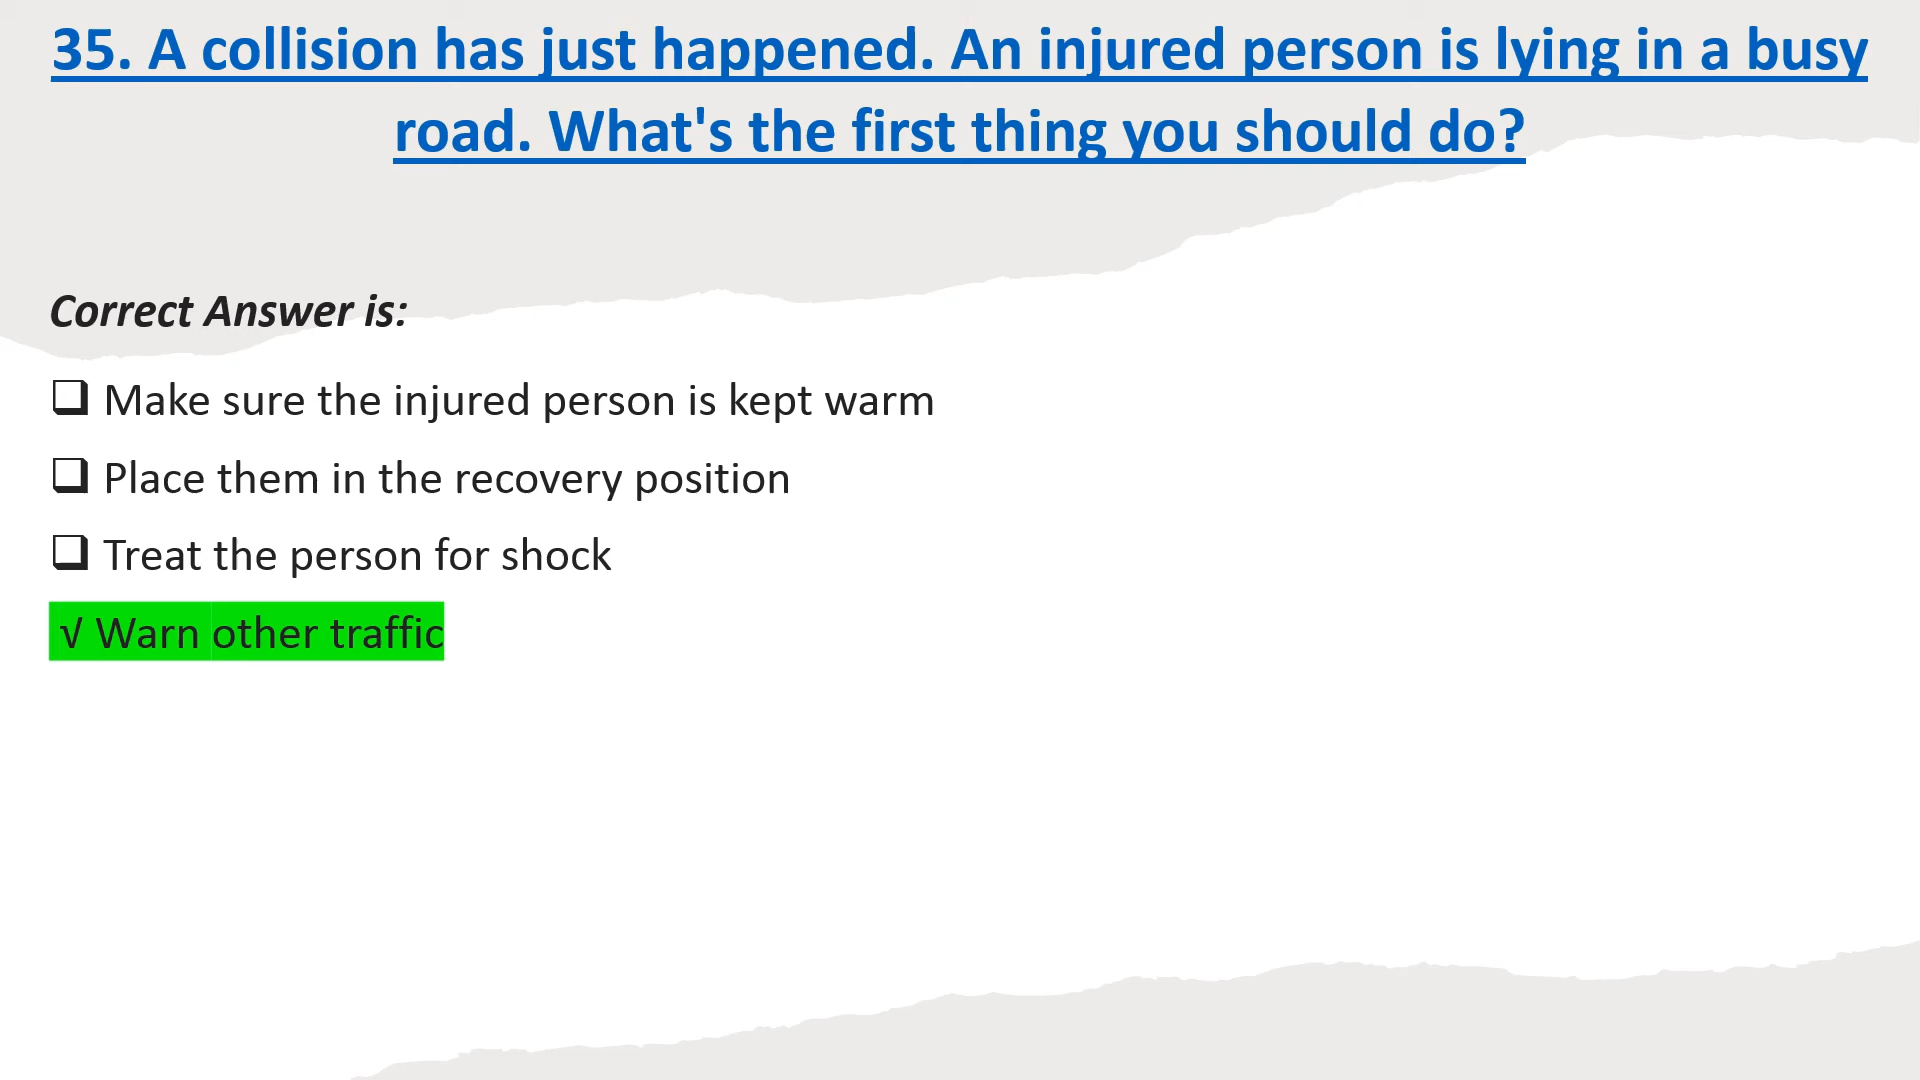 35. A collision has just happened. An injured person is lying in a busy
road. What's the first thing you should do?
Correct Answer is:
❑ Make sure the injured person is kept warm
❑ Place them in the recovery position
❑ Treat the person for shock
√ Warn other traffic